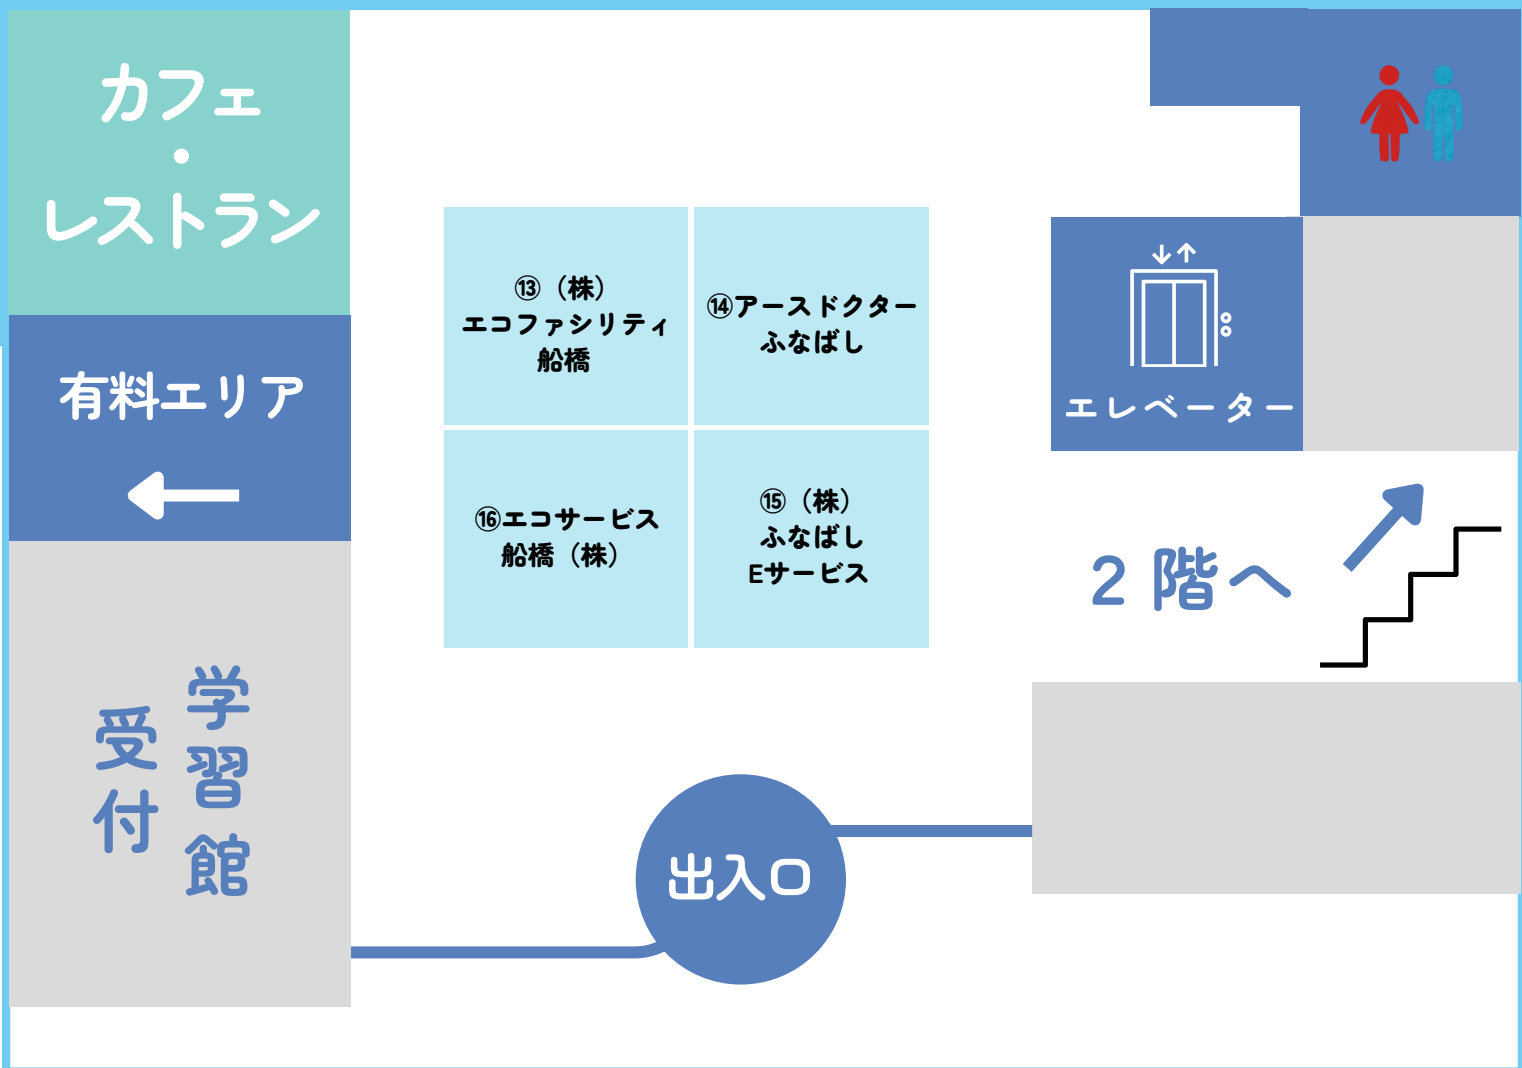 カフェ
・
レストラン
有料エリア
学習館
受付
⑬（株）
エコファシリティ
船橋
⑭アースドクター
ふなばし
⑯エコサービス
船橋（株）
⑮（株）
ふなばし
Eサービス
エレベーター
２階へ
出入口